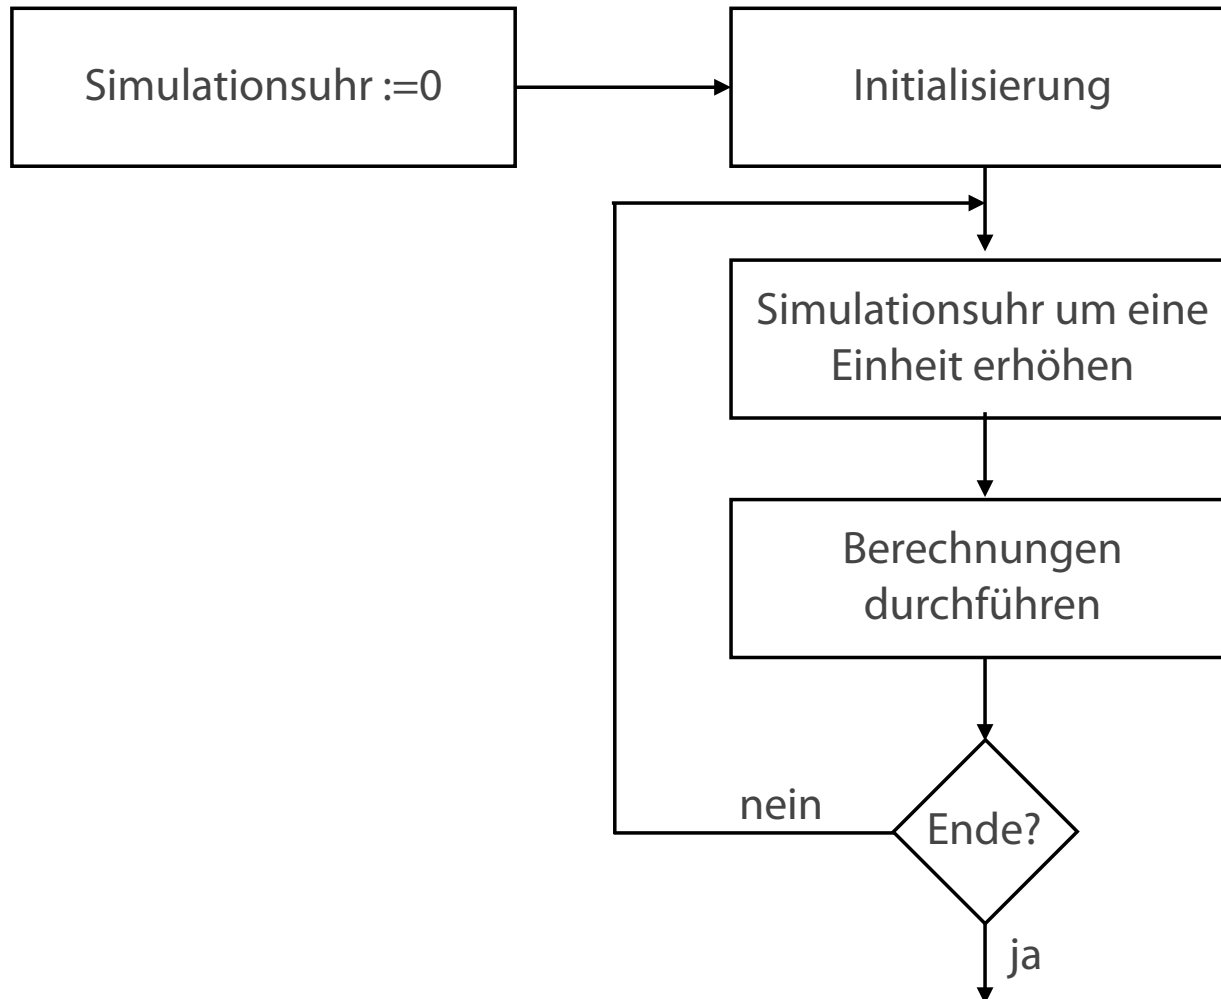 Simulationsuhr :=0
Initialisierung
Simulationsuhr um eine
Einheit erhöhen
Berechnungen
durchführen
nein
Ende?
ja